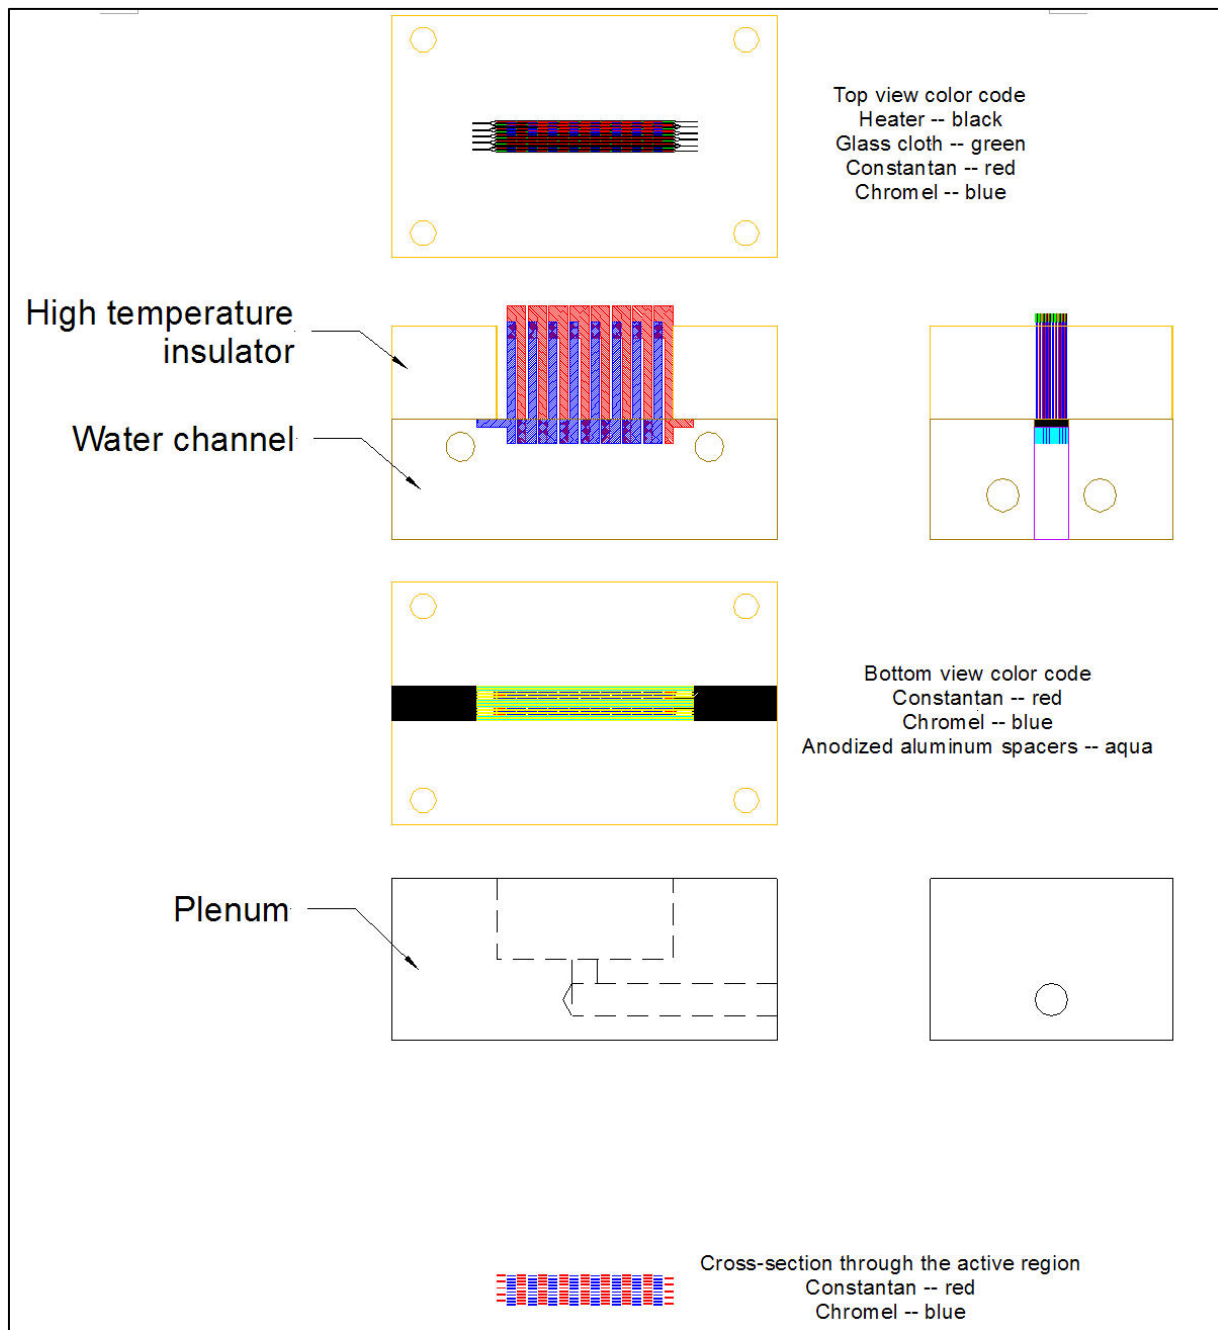 Top view color code
Heater -- black
Glass cloth -- green
Constantan -- red
Chromel -- blue
High temperature
insulator
Water channel
Bottom view color code
Constantan -- red
Chromel -- blue
Anodized aluminum spacers -- aqua
Plenum
Cross-section through the active region
Constantan -- red
Chromel -- blue